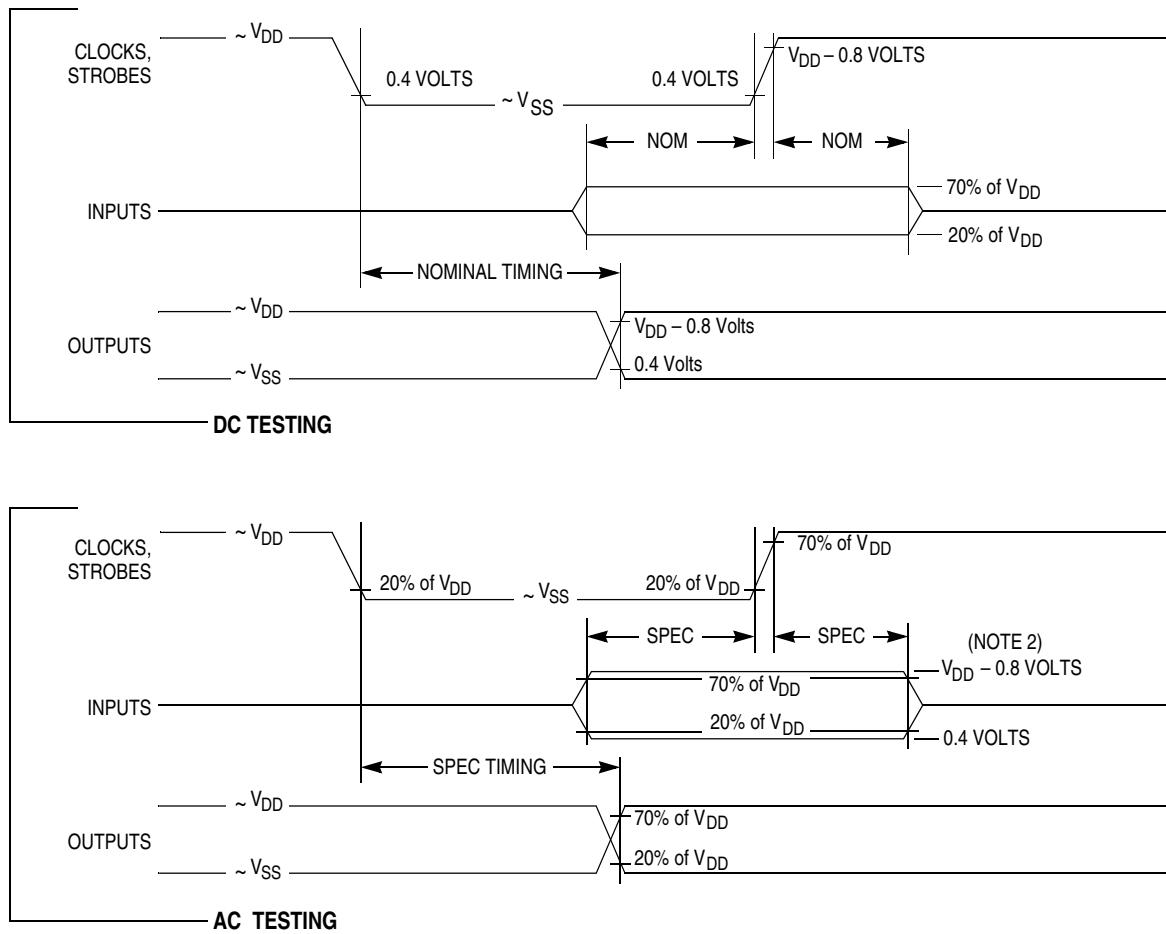 ~ VDD
CLOCKS,
STROBES
0.4 VOLTS
~ VSS
0.4 VOLTS
VDD – 0.8 VOLTS
NOM
NOM
INPUTS
70% of VDD
20% of VDD
NOMINAL TIMING
~ VDD
OUTPUTS
~ VSS
VDD – 0.8 Volts
0.4 Volts
DC TESTING
~ VDD
CLOCKS,
STROBES
20% of VDD
~ VSS
20% of VDD
70% of VDD
SPEC
SPEC
(NOTE 2)
VDD – 0.8 VOLTS
70% of VDD
INPUTS
20% of VDD
0.4 VOLTS
SPEC TIMING
~ VDD
OUTPUTS
~ VSS
70% of VDD
20% of VDD
AC TESTING